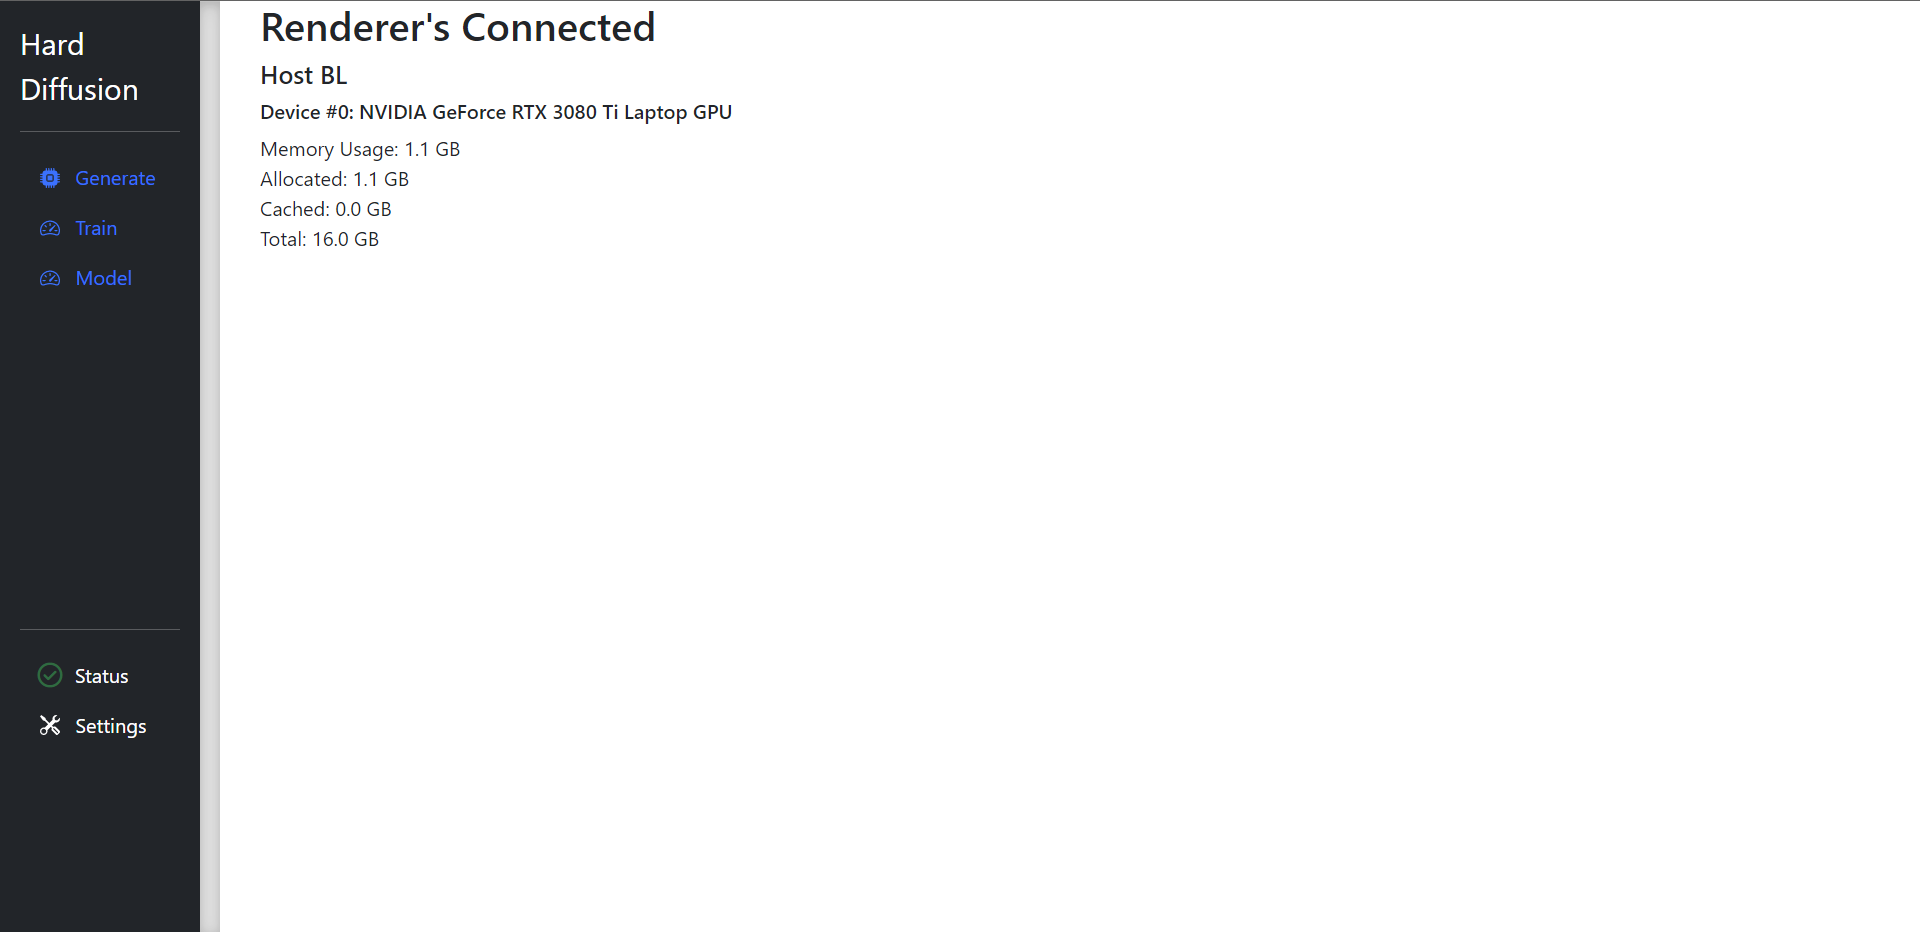 Hard
Diffusion
Generate
Train
Model
Status
Settings
Renderer's Connected
Host BL
Device #0: NVIDIA GeForce RTX 3080 Ti Laptop GPU
Memory Usage: 1.1 GB
Allocated: 1.1 GB
Cached: 0.0 GB
Total: 16.0 GB